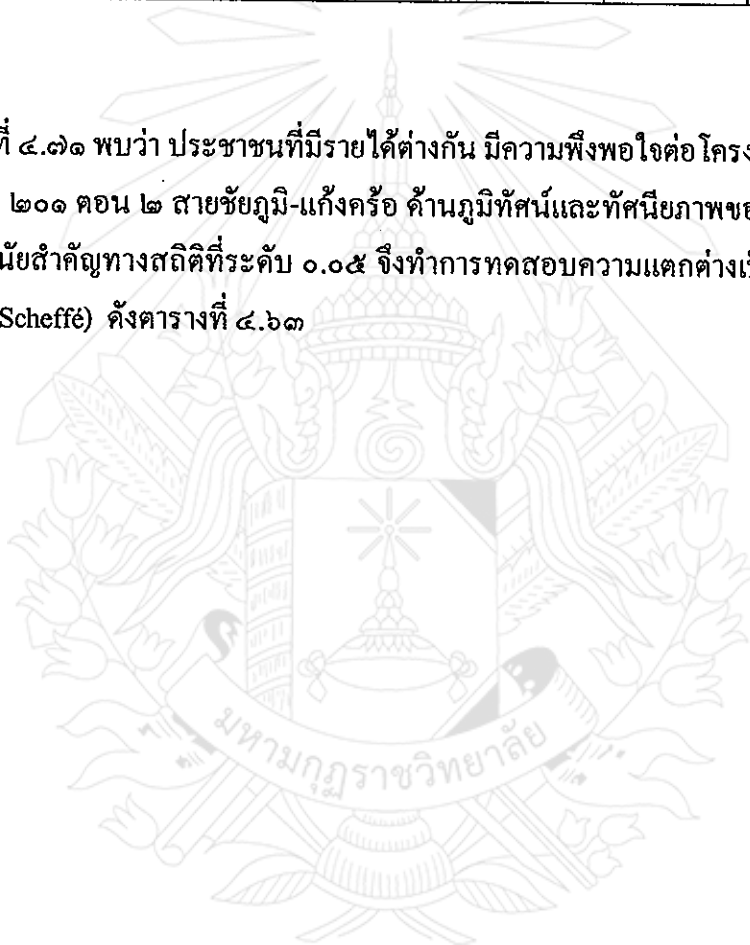 ที่ ๔.๗๑ พบว่า ประชาชนที่มีรายได้ต่างกัน มีความพึงพอใจต่อโครง
๒๐๑ ตอน ๒ สายชัยภูมิ-แก้งคร้อ ด้านภูมิทัศน์และทัศนียภาพขอ
นัยสำคัญทางสถิติที่ระดับ ๐.๐๕ จึงทำการทดสอบความแตกต่างเป็
Scheffé) ดังตารางที่ ๔.๖๓
มหามกุฏราชวิทยาลัย